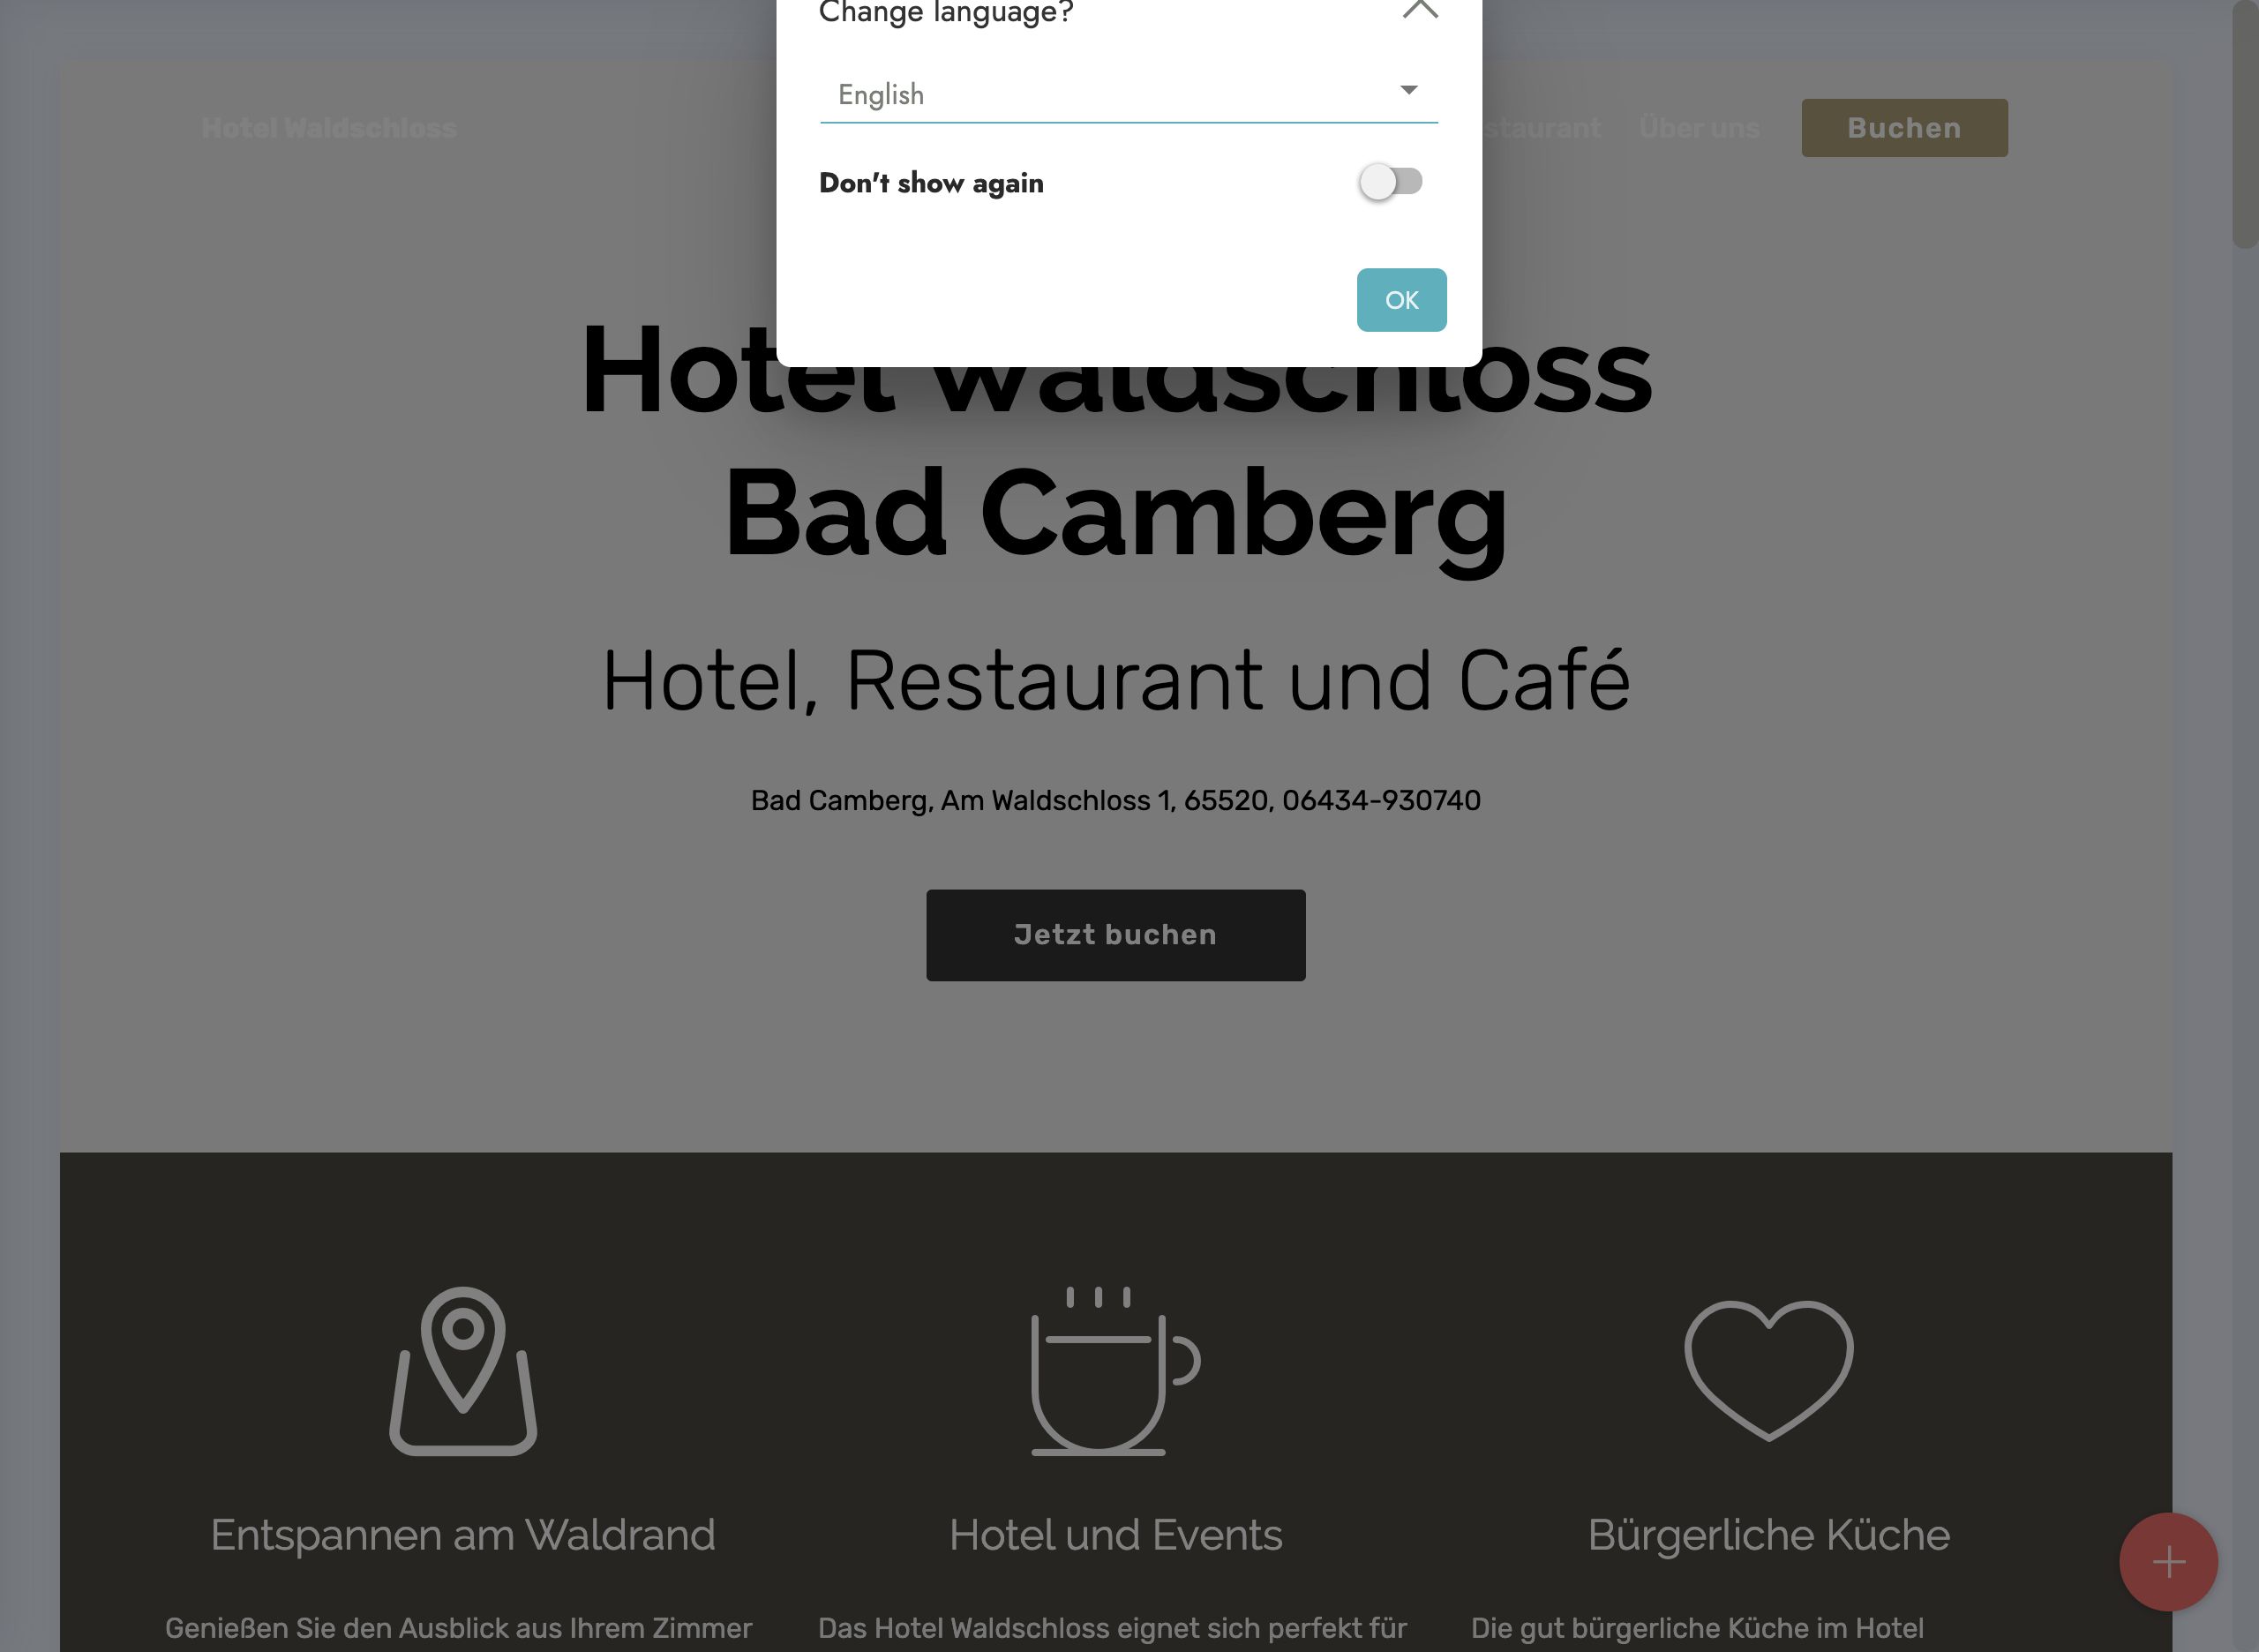 Change language?
English
Hotel Waldschloss
Über uns
Buchen
Don't show again
OK
Hotel Waldschloss
Bad Camberg
Hotel, Restaurant und Café
Bad Camberg, Am Waldschloss 1, 65520, 06434-930740
Jetzt buchen
Entspannen am Waldrand
Hotel und Events
Bürgerliche Küche
Genießen Sie den Ausblick aus Ihrem Zimmer
Das Hotel Waldschloss eignet sich perfekt für
Die gut bürgerliche Küche im Hotel